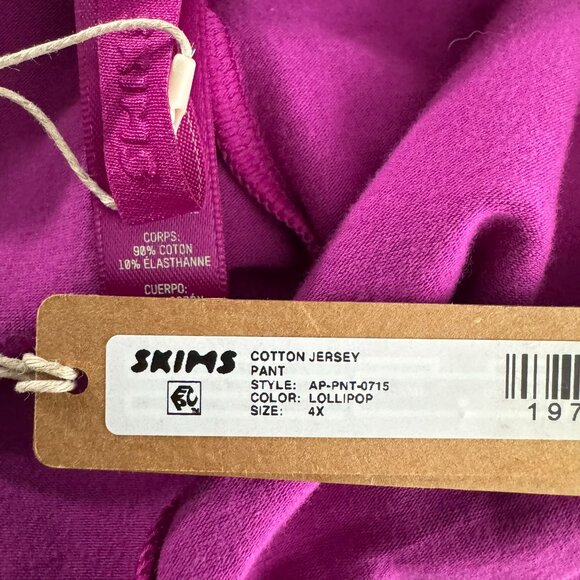 SKIMS
CORPS:
90% COTON
10% ÉLASTHANNE
CUERPO:
SKIMS
COTTON JERSEY
PANT
STYLE: AP-PNT-0715
COLOR: LOLLIPOP
SIZE: 4X
197